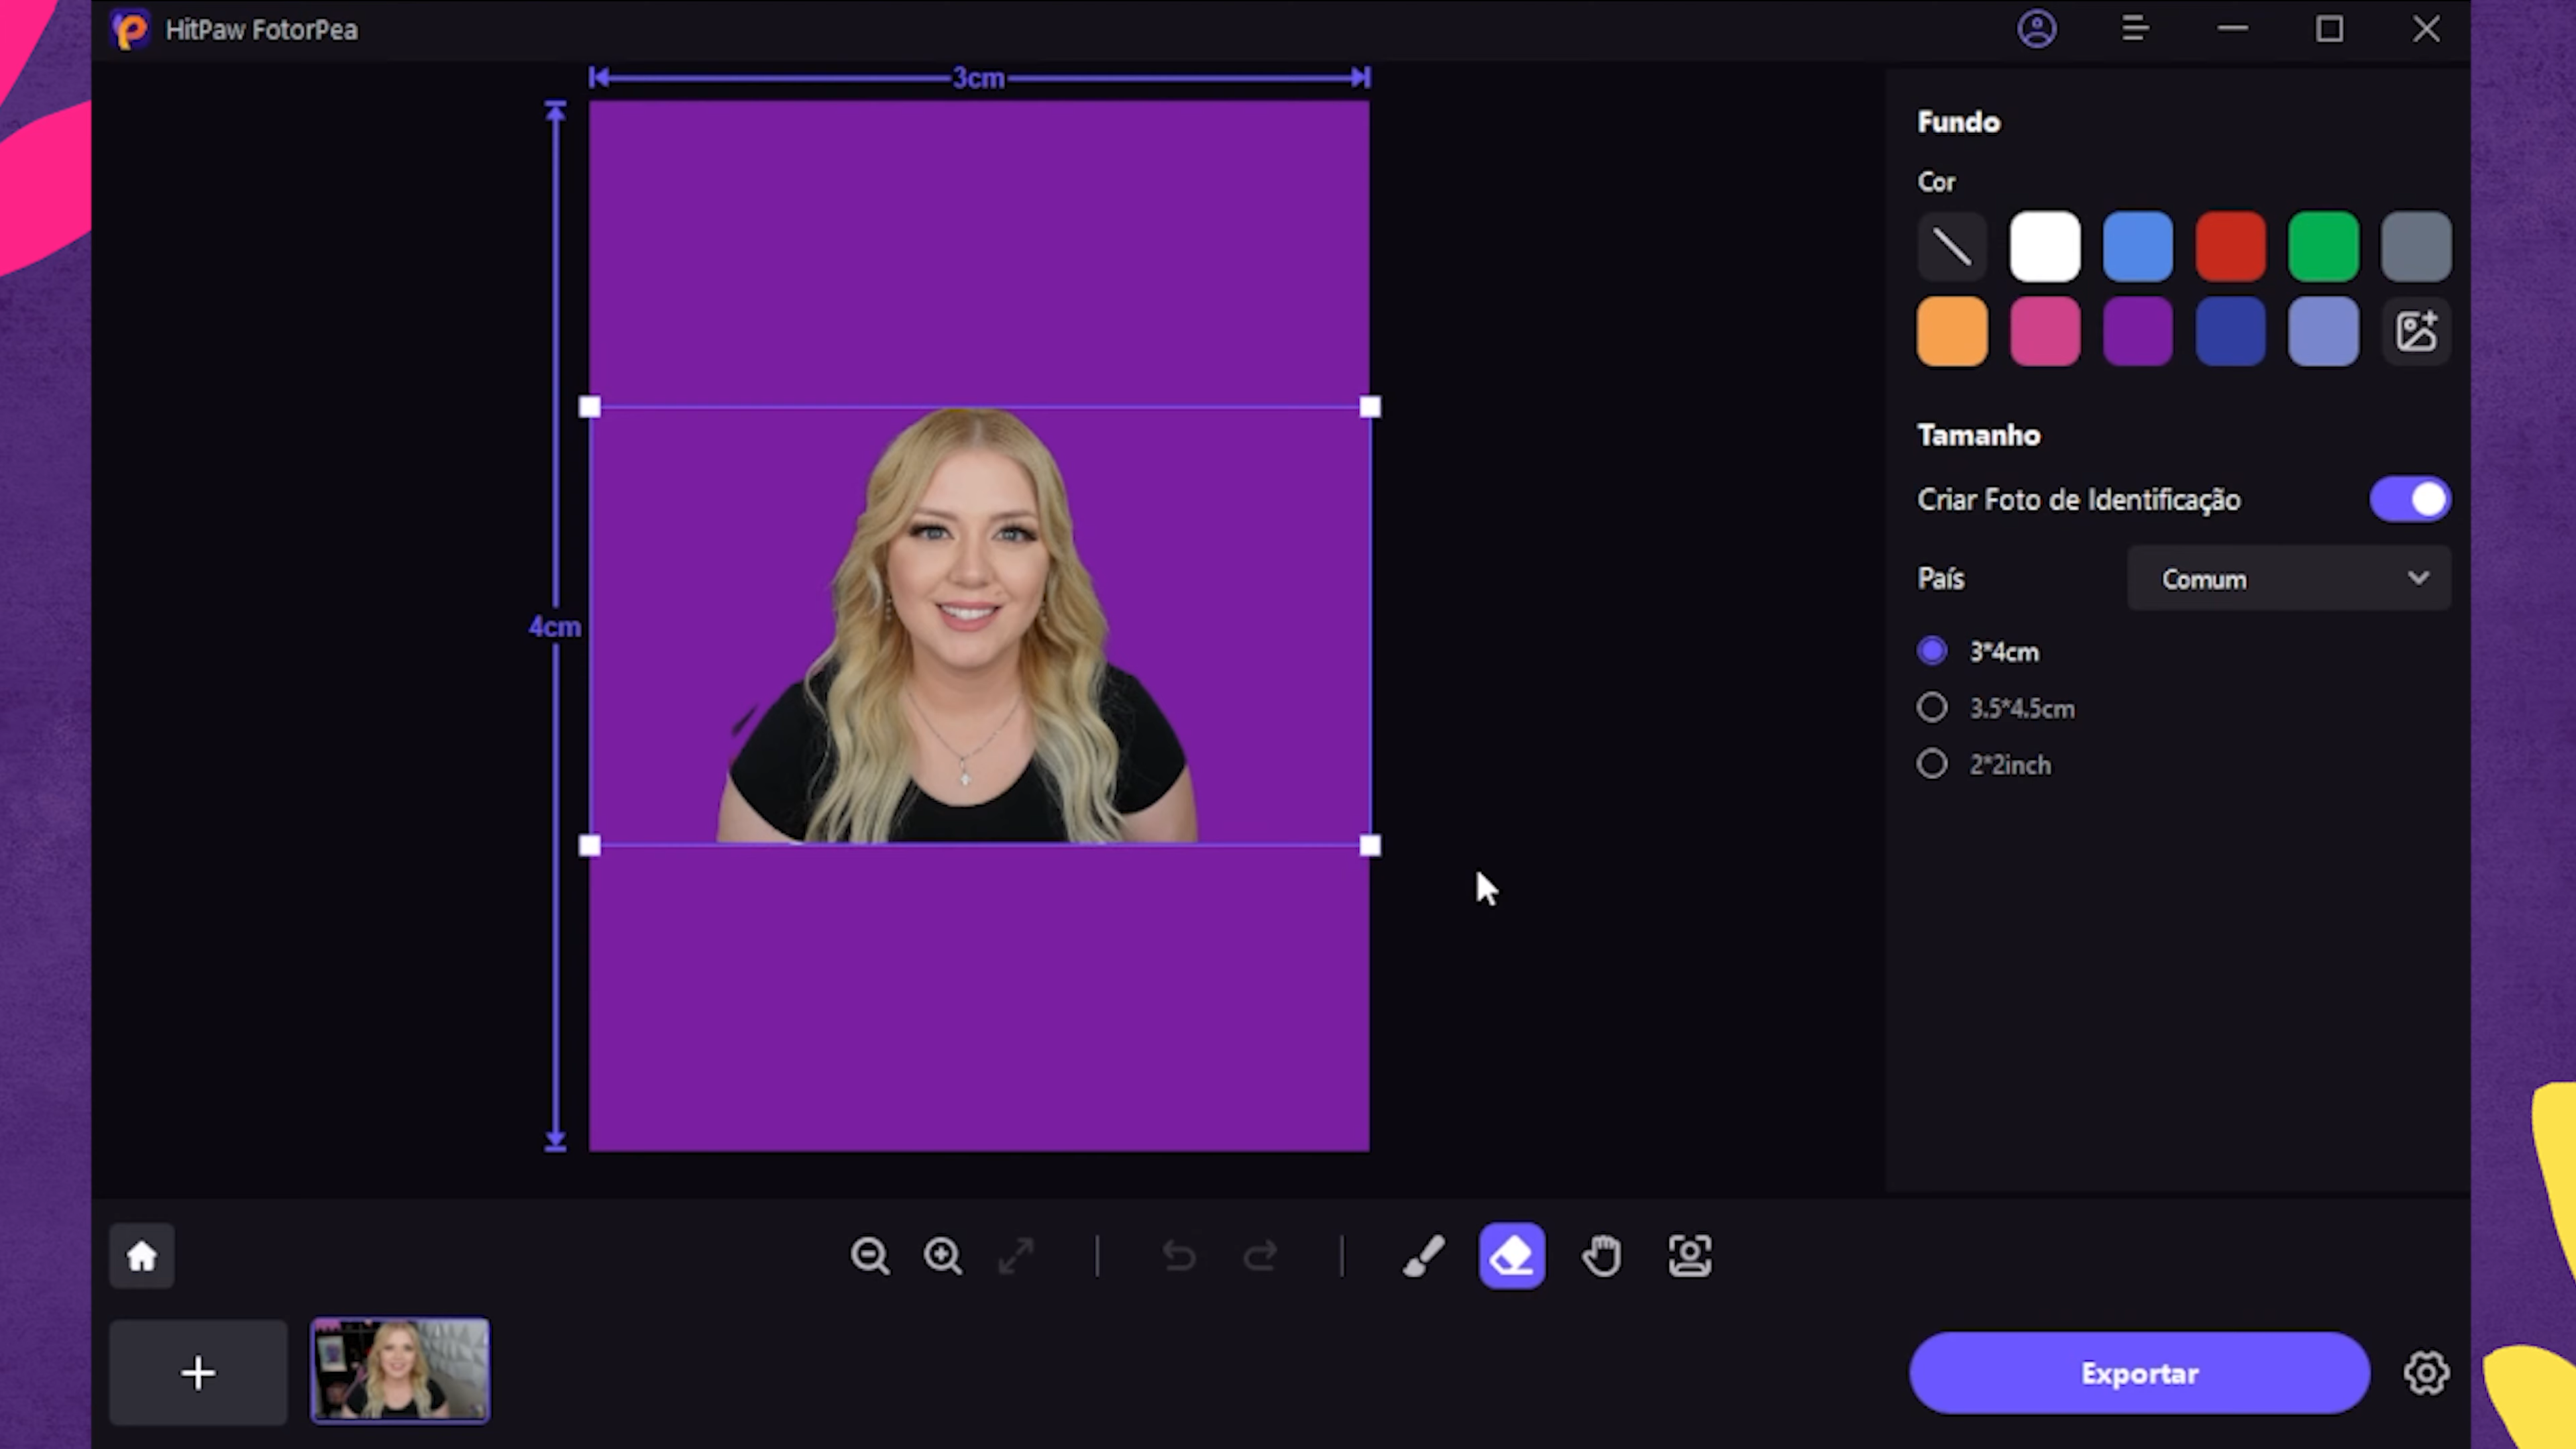 HitPaw FotorPea
3cm
4cm
Fundo
Cor
Tamanho
Criar Foto de Identificação
País
Comum
3*4cm
3.5*4.5cm
2*2inch
Exportar